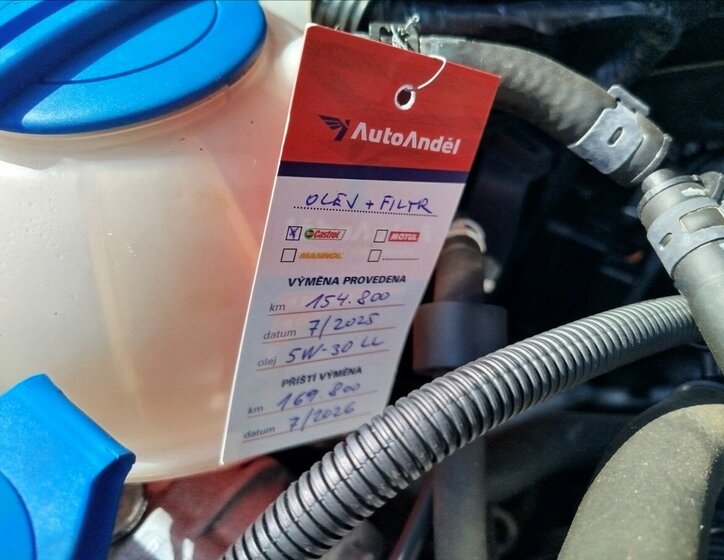 AutoAnděl
OLEJ + FILTR
Castrol MOTUL
MANNOL
VÝMĚNA PROVEDENA
km 154.800
datum 7/2025
olej 5W-30 LL
PŘÍŠTÍ VÝMĚNA
km 169.800
datum 7/2026